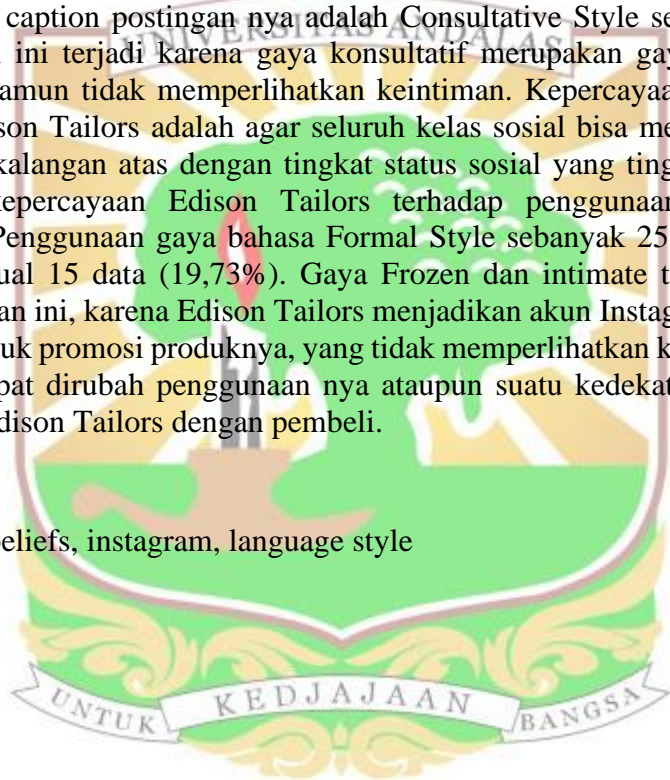 caption postingan nya adalah Consultative Style se
UNIVERSITAS ANDALAS
ini terjadi karena gaya konsultatif merupakan gay
amun tidak memperlihatkan keintiman. Kepercayaa
son Tailors adalah agar seluruh kelas sosial bisa me
kalangan atas dengan tingkat status sosial yang ting
kepercayaan Edison Tailors terhadap penggunaan
Penggunaan gaya bahasa Formal Style sebanyak 25
ual 15 data (19,73%). Gaya Frozen dan intimate t
an ini, karena Edison Tailors menjadikan akun Instag
uk promosi produknya, yang tidak memperlihatkan k
pat dirubah penggunaan nya ataupun suatu kedekat
dison Tailors dengan pembeli.
eliefs, instagram, language style
UNTUK KEDJAJAAN BANGSA